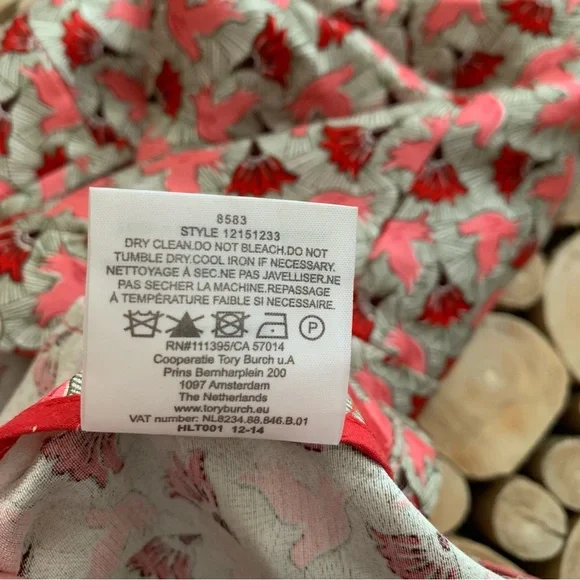 8583
STYLE 12151233
DRY CLEAN.DO NOT BLEACH.DO NOT
TUMBLE DRY.COOL IRON IF NECESSARY.
NETTOYAGE À SEC.NE PAS JAVELLISER.NE
PAS SECHER LA MACHINE.REPASSAGE
À TEMPÉRATURE FAIBLE SI NÉCESSAIRE.
P
RN#111395/CA 57014
Cooperatie Tory Burch u.A
Prins Bernharplein 200
1097 Amsterdam
The Netherlands
www.toryburch.eu
VAT number: NL8234.88.846.B.01
HLT001 12-14